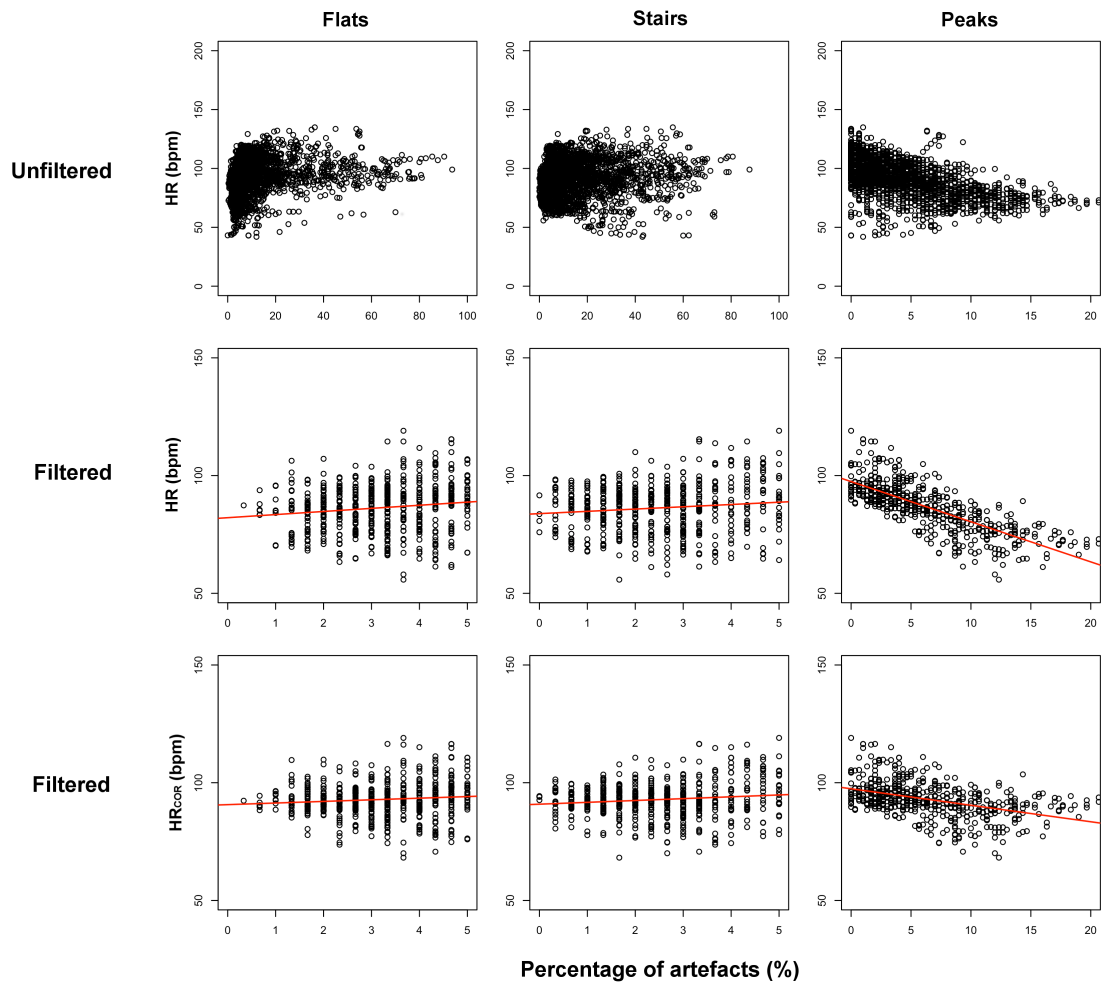 Flats Stairs Peaks
Unfiltered
HR (bpm)
200
150
100
50
0
0 20 40 60 80 100
0 20 40 60 80 100
0 5 10 15 20
Filtered
HR (bpm)
150
100
50
0 1 2 3 4 5
0 1 2 3 4 5
0 5 10 15 20
Filtered
HRCOR (bpm)
150
100
50
0 1 2 3 4 5
0 1 2 3 4 5
0 5 10 15 20
Percentage of artefacts (%)